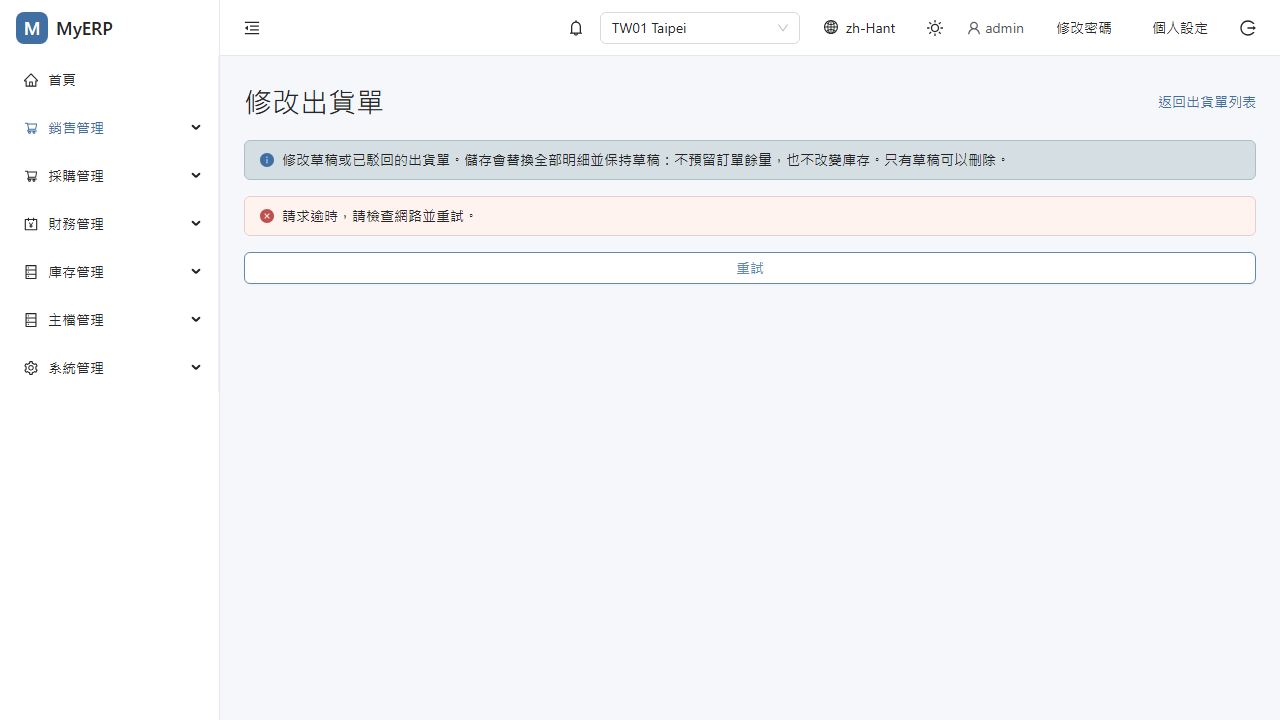 M MyERP
TW01 Taipei
zh-Hant
admin
修改密碼
個人設定
首頁
銷售管理
採購管理
財務管理
庫存管理
主檔管理
系統管理
修改出貨單
返回出貨單列表
修改草稿或已駁回的出貨單。儲存會替換全部明細並保持草稿：不預留訂單餘量，也不改變庫存。只有草稿可以刪除。
請求逾時，請檢查網路並重試。
重試